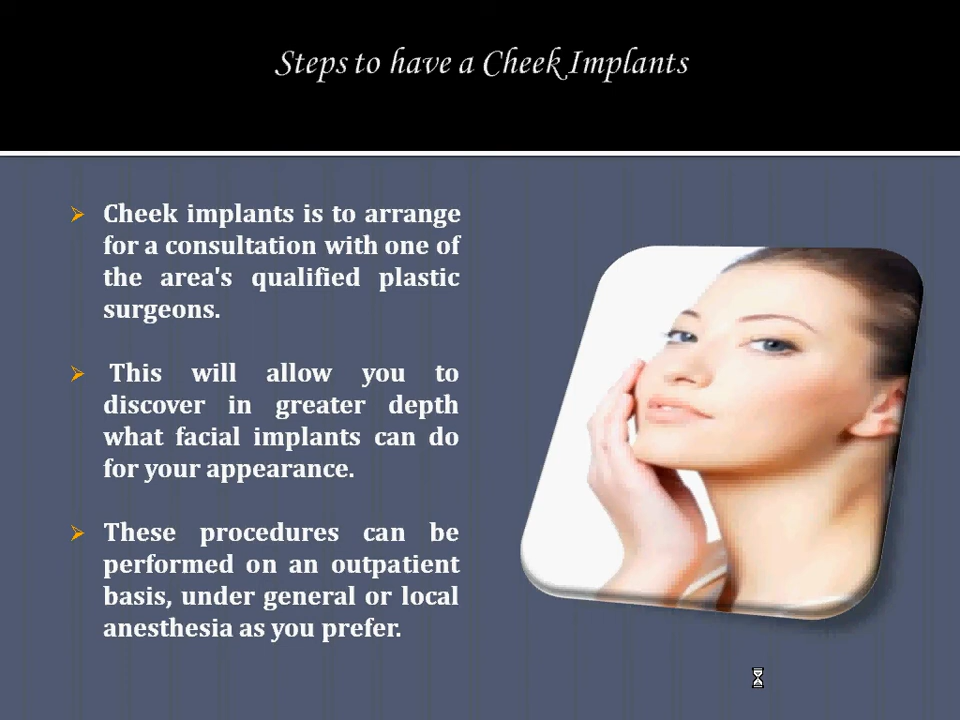 Steps to have a Cheek Implants
Cheek implants is to arrange
for a consultation with one of
the area's qualified plastic
surgeons.
This will allow you to
discover in greater depth
what facial implants can do
for your appearance.
These procedures can be
performed on an outpatient
basis, under general or local
anesthesia as you prefer.